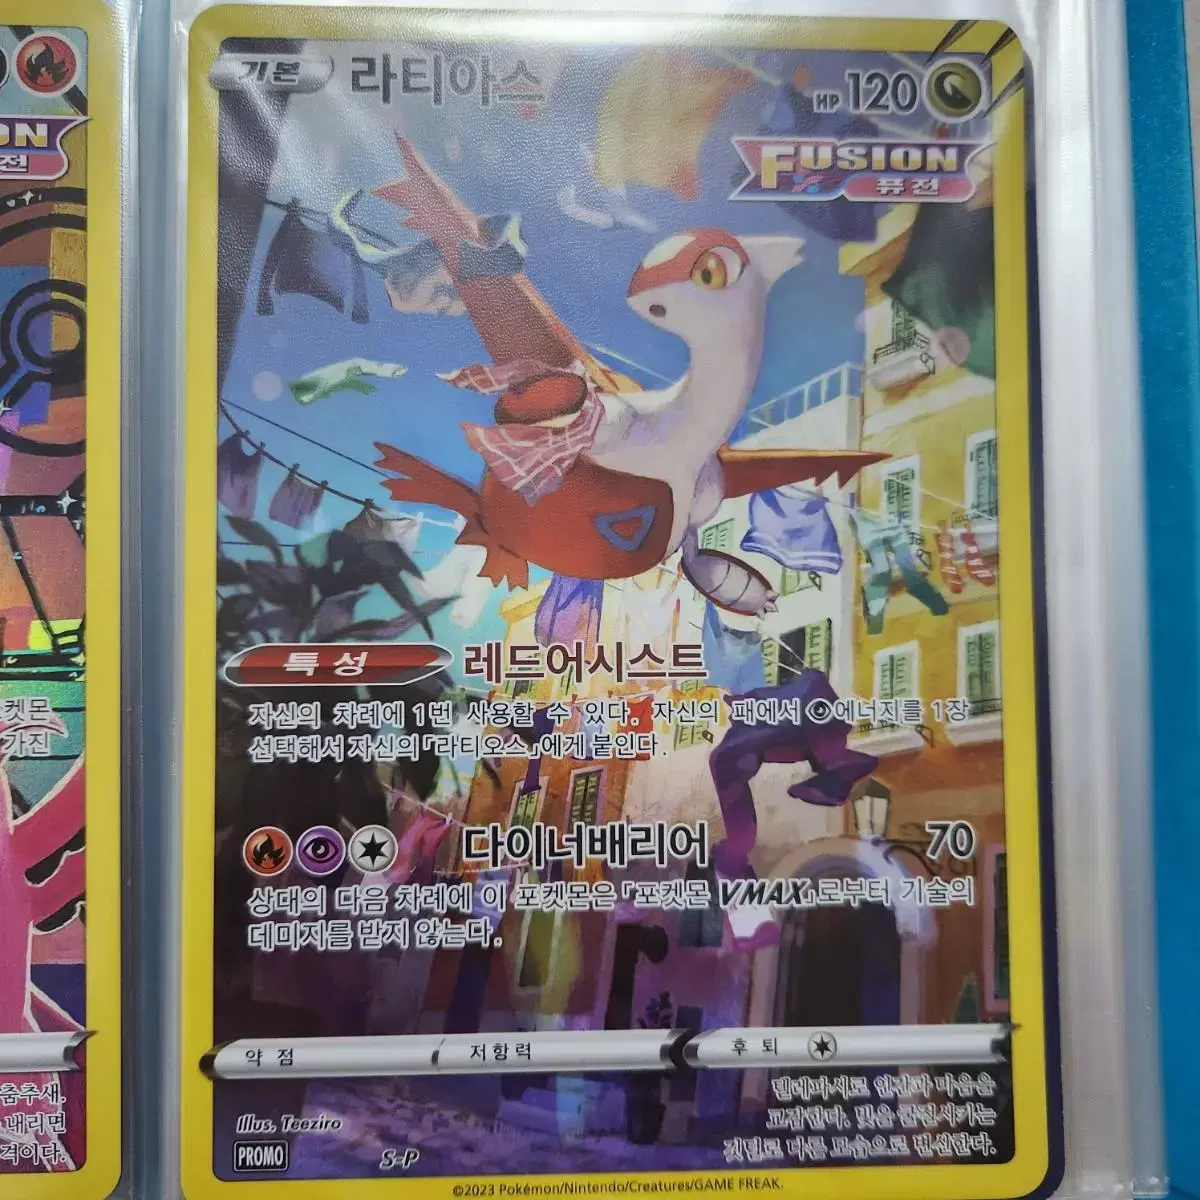 기본 라티아스 HP 120
FUSION
퓨전
ON
전
특성 레드어시스트
자신의 차례에 1번 사용할 수 있다. 자신의 패에서 에너지를 1장
선택해서 자신의 「라티오스」에게 붙인다.
켓몬
가진
다이너배리어 70
상대의 다음 차례에 이 포켓몬은 「포켓몬 VMAX」로부터 기술의
데미지를 받지 않는다.
약점 저항력 후퇴
텔레파시로 인간과 마음을
교감한다. 빛을 굴절시키는
깃털로 다른 모습으로 변신한다.
춤추새.
내리면
격이다.
Illus. Teeziro
PROMO S-P
©2023 Pokémon/Nintendo/Creatures/GAME FREAK.